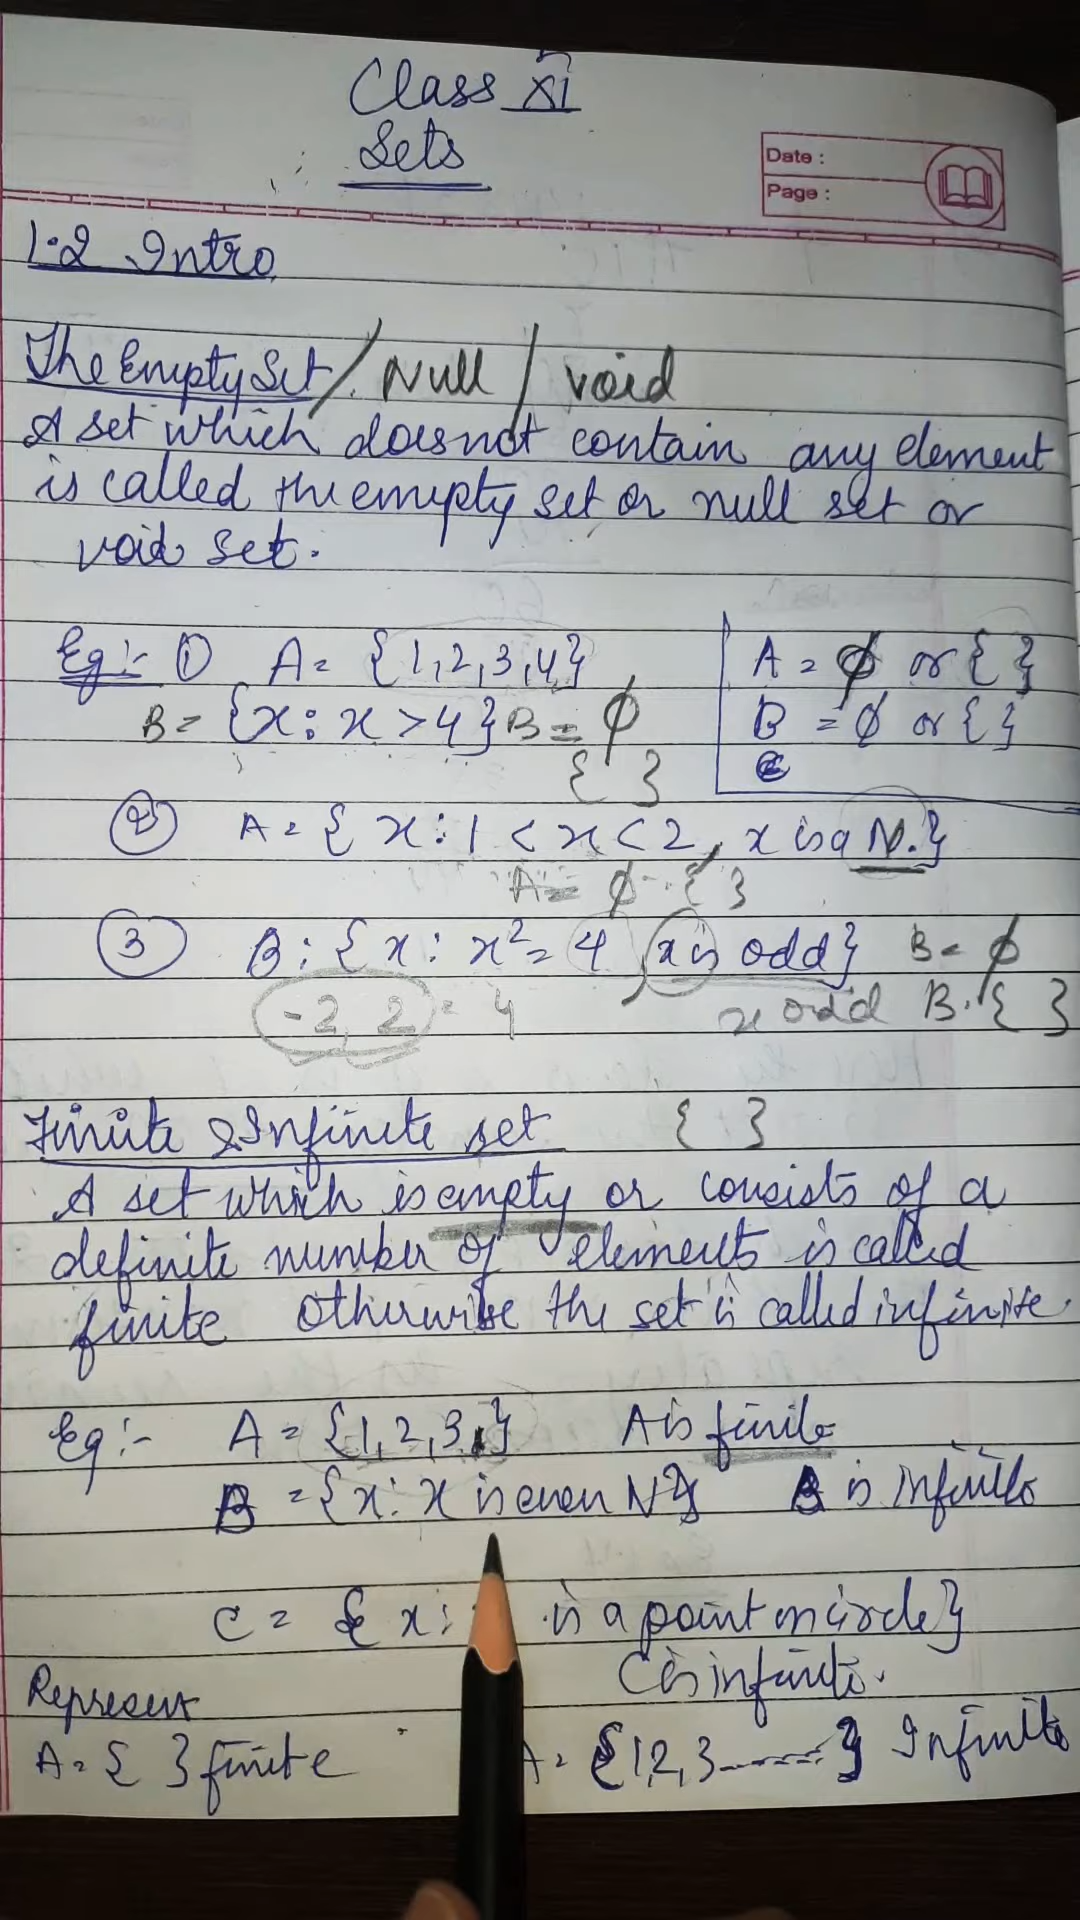 Class XI
Sets
Date :
Page :
1.2 Intro
The Empty Set / Null / void
A set which does not contain any element
is called the empty set or null set or
void set.
Eg:- ① A = {1,2,3,4}
B = {x : x > 4} B = ϕ
{ }
A = ϕ or { }
B = ϕ or { }
② A = { x : 1 < x < 2, x is a N.}
A = ϕ { }
③ B : {x : x² = 4, x is odd} B = ϕ
-2, 2 = 4 x odd B. { }
Finite & Infinite set { }
A set which is empty or consists of a
definite number of elements is called
finite otherwise the set is called infinite.
Eg :- A = {1,2,3,} A is finite
B = {x : x is even N} B is Infinite
C = { x : is a point on circle}
C is infinite.
Represent
A = { } finite A = {1,2,3------} Infinite